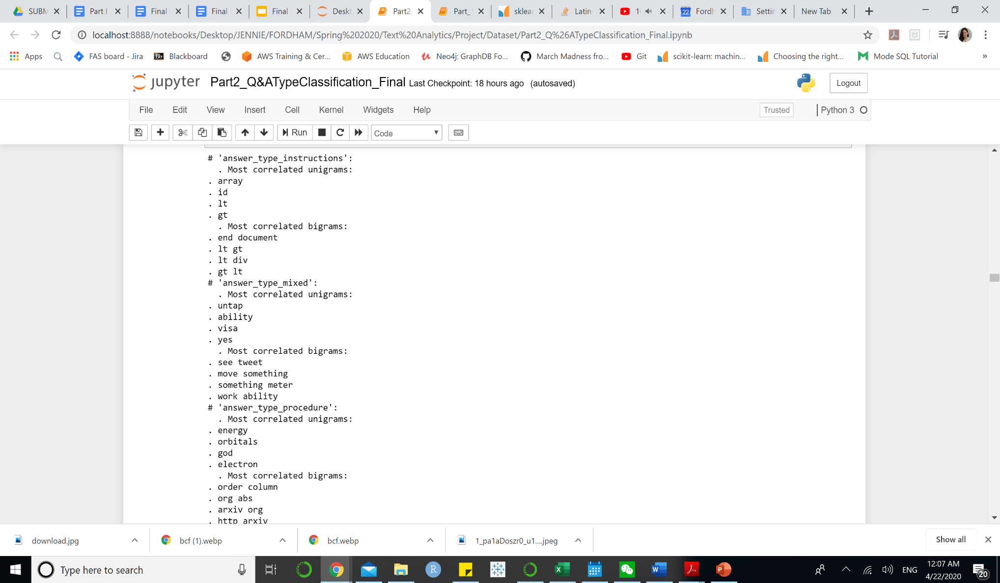 SUBM
Part I
Final
Final
Final
Deskt
Part2_
Part_1
sklear
Latin-
22
Fordh
Settin
New Tab
localhost:8888/notebooks/Desktop/JENNIE/FORDHAM/Spring%202020/Text%20Analytics/Project/Dataset/Part2_Q%26ATypeClassification_Final.ipynb
Apps
FAS board - Jira
Bb Blackboard
AWS Training & Cer...
AWS Education
Neo4j: GraphDB Fo...
March Madness fro...
Git
scikit-learn: machin...
Choosing the right...
Mode SQL Tutorial
»
jupyter Part2_Q&ATypeClassification_Final Last Checkpoint: 18 hours ago (autosaved)
Logout
File Edit View Insert Cell Kernel Widgets Help
Trusted
Python 3
Run
Code
# 'answer_type_instructions':
. Most correlated unigrams:
. array
. id
. lt
. gt
. Most correlated bigrams:
. end document
. lt gt
. lt div
. gt lt
# 'answer_type_mixed':
. Most correlated unigrams:
. untap
. ability
. visa
. yes
. Most correlated bigrams:
. see tweet
. move something
. something meter
. work ability
# 'answer_type_procedure':
. Most correlated unigrams:
. energy
. orbitals
. god
. electron
. Most correlated bigrams:
. order column
. org abs
. arxiv org
. http arxiv
download.jpg
bcf (1).webp
bcf.webp
1_pa1aDoszr0_u1....jpeg
Show all
Type here to search
R
X
W
P
ENG
12:07 AM
4/22/2020
20